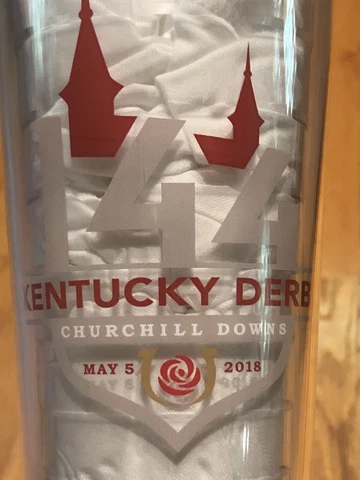 144
KENTUCKY DERB
CHURCHILL DOWNS
MAY 5 2018